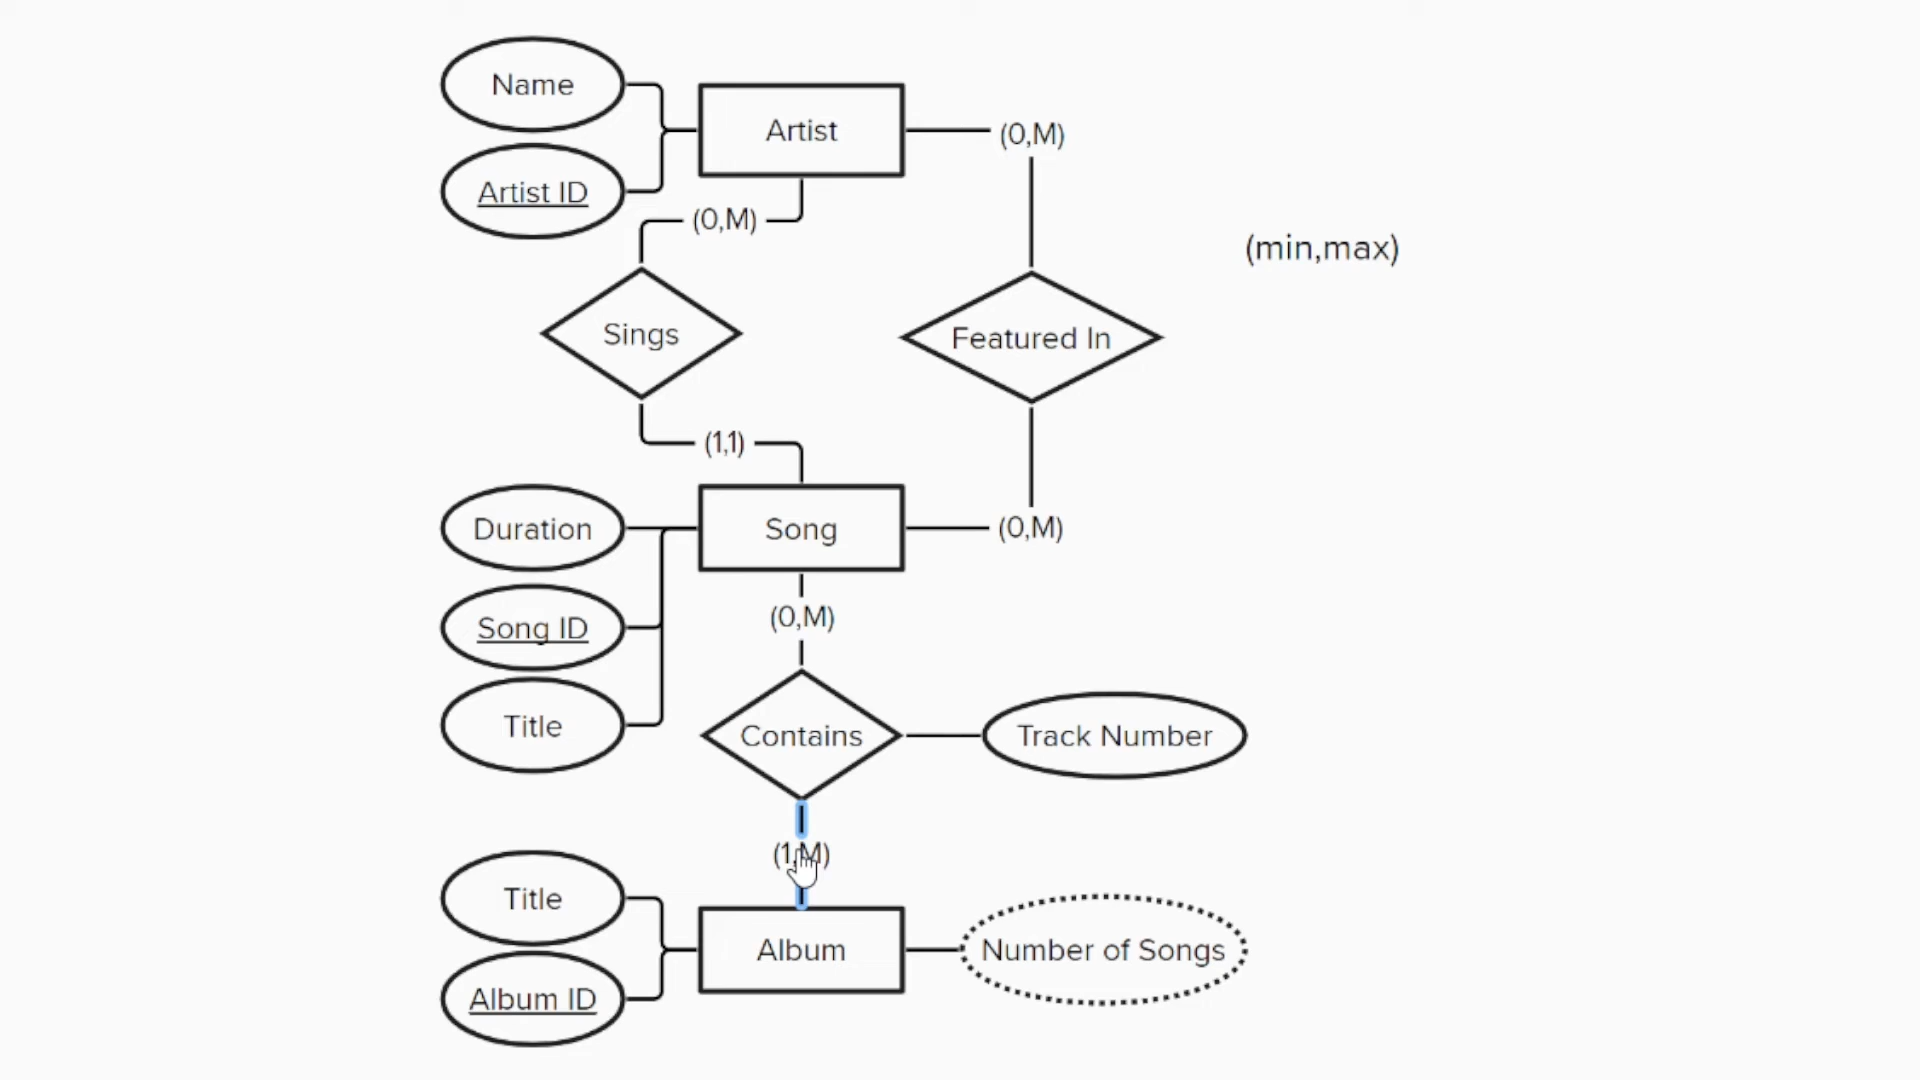 Name
Artist
(0,M)
Artist ID
(0,M)
(min,max)
Sings
Featured In
(1,1)
Duration
Song
(0,M)
Song ID
(0,M)
Title
Contains
Track Number
(1,M)
Title
Album
Number of Songs
Album ID